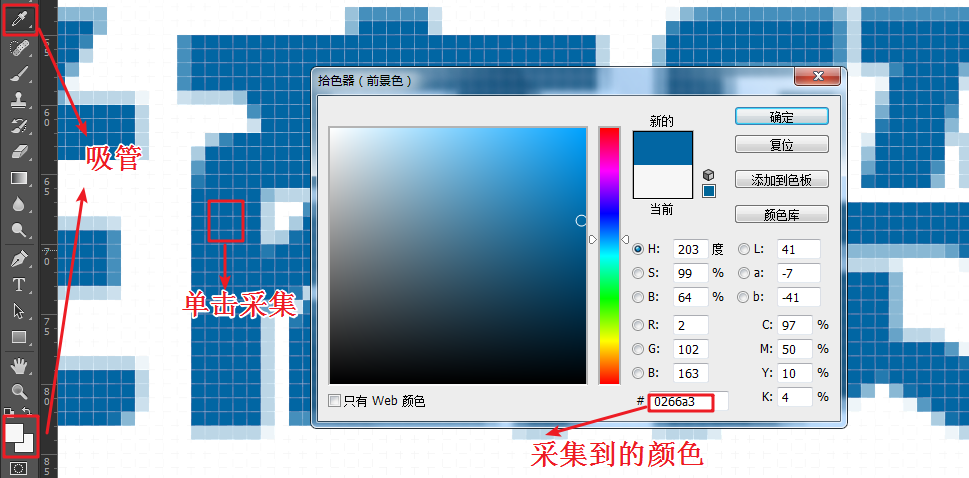 拾色器（前景色）
新的
当前
确定
复位
添加到色板
颜色库
H: 203 度
S: 99 %
B: 64 %
R: 2
G: 102
B: 163
L: 41
a: -7
b: -41
C: 97 %
M: 50 %
Y: 10 %
K: 4 %
# 0266a3
只有 Web 颜色
吸管
单击采集
采集到的颜色
55
60
65
70
75
80
85
T